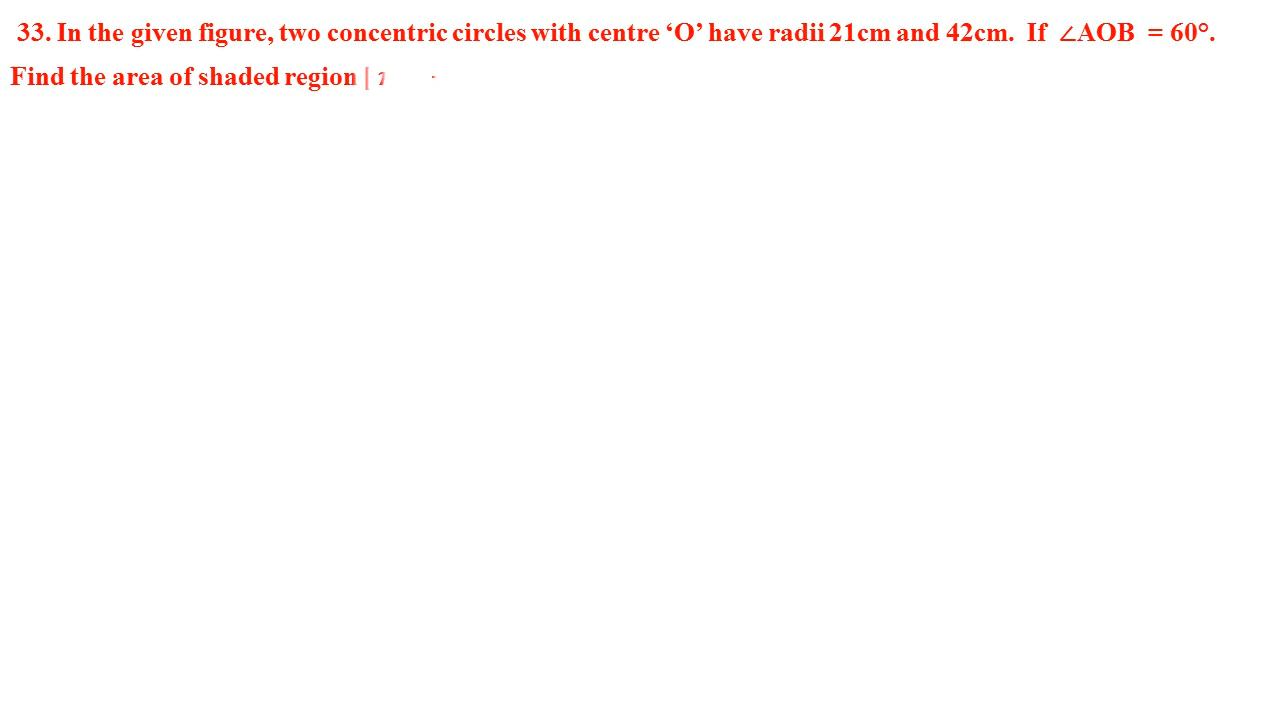 33. In the given figure, two concentric circles with centre ‘O’ have radii 21cm and 42cm. If ∠AOB = 60°.
Find the area of shaded region